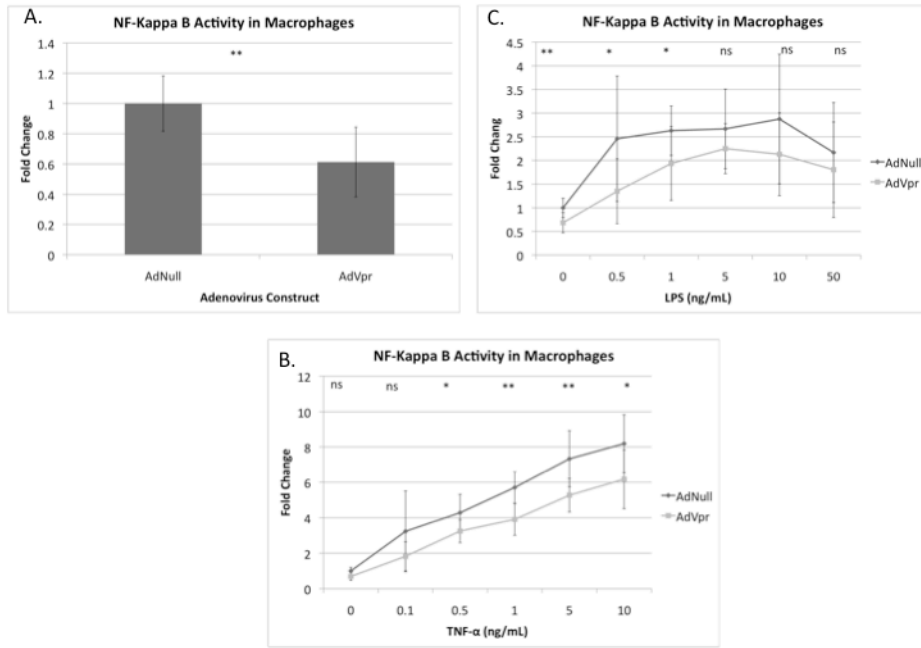 A.
NF-Kappa B Activity in Macrophages
**
1.4
1.2
1
0.8
0.6
0.4
0.2
0
Fold Change
AdNull AdVpr
Adenovirus Construct
C.
NF-Kappa B Activity in Macrophages
** * * ns ns ns
4.5
4
3.5
3
2.5
2
1.5
1
0.5
0
Fold Chang
AdNull
AdVpr
0 0.5 1 5 10 50
LPS (ng/mL)
B.
NF-Kappa B Activity in Macrophages
ns ns * ** ** *
12
10
8
6
4
2
0
Fold Change
AdNull
AdVpr
0 0.1 0.5 1 5 10
TNF-α (ng/mL)